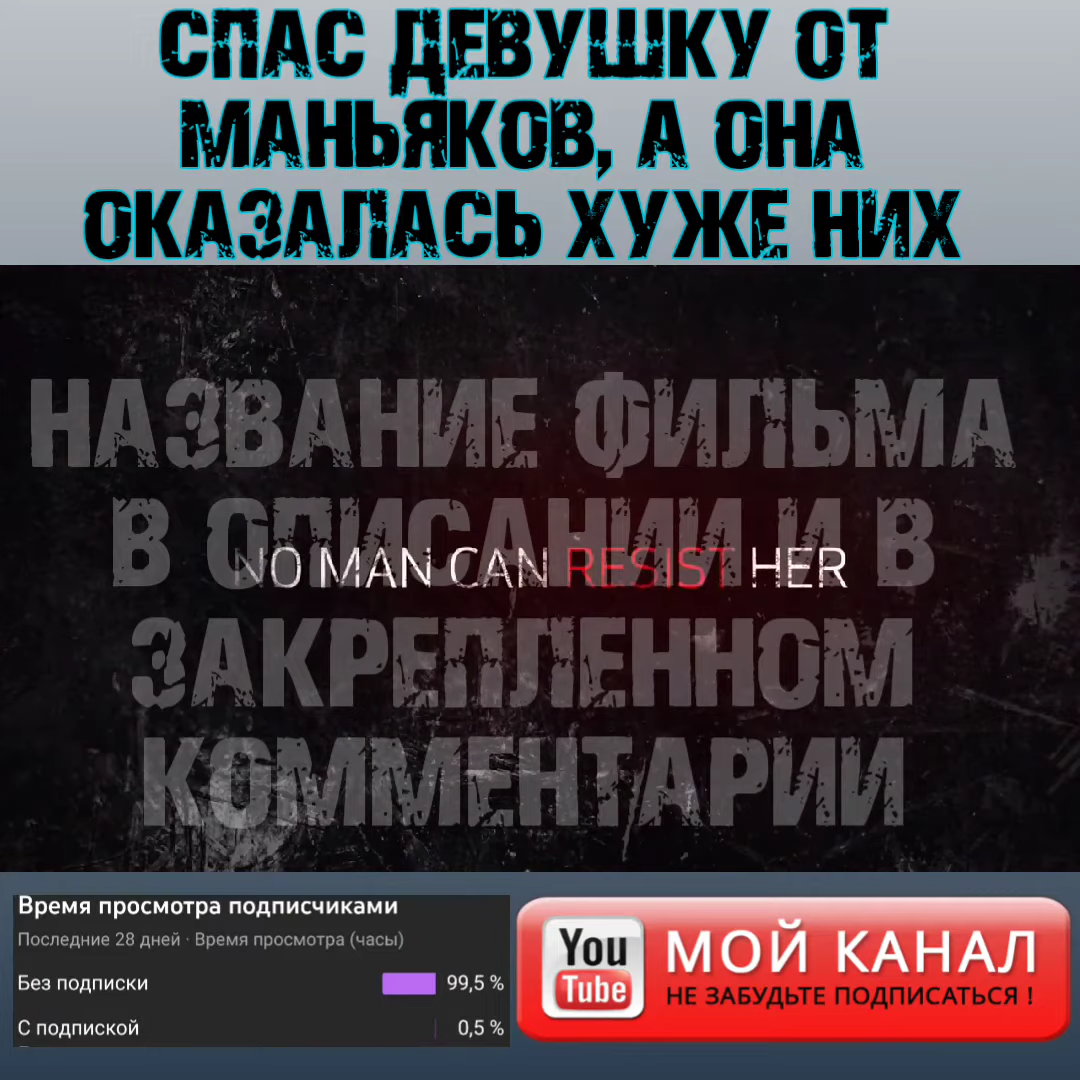 СПАС ДЕВУШКУ ОТ
МАНЬЯКОВ, А ОНА
ОКАЗАЛАСЬ ХУЖЕ НИХ
НАЗВАНИЕ ФИЛЬМА
В ОПИСАНИИ И В
NO MAN CAN RESIST HER
ЗАКРЕПЛЕННОМ
КОММЕНТАРИИ
Время просмотра подписчиками
Последние 28 дней · Время просмотра (часы)
Без подписки 99,5 %
С подпиской 0,5 %
You
Tube
МОЙ КАНАЛ
НЕ ЗАБУДЬТЕ ПОДПИСАТЬСЯ !